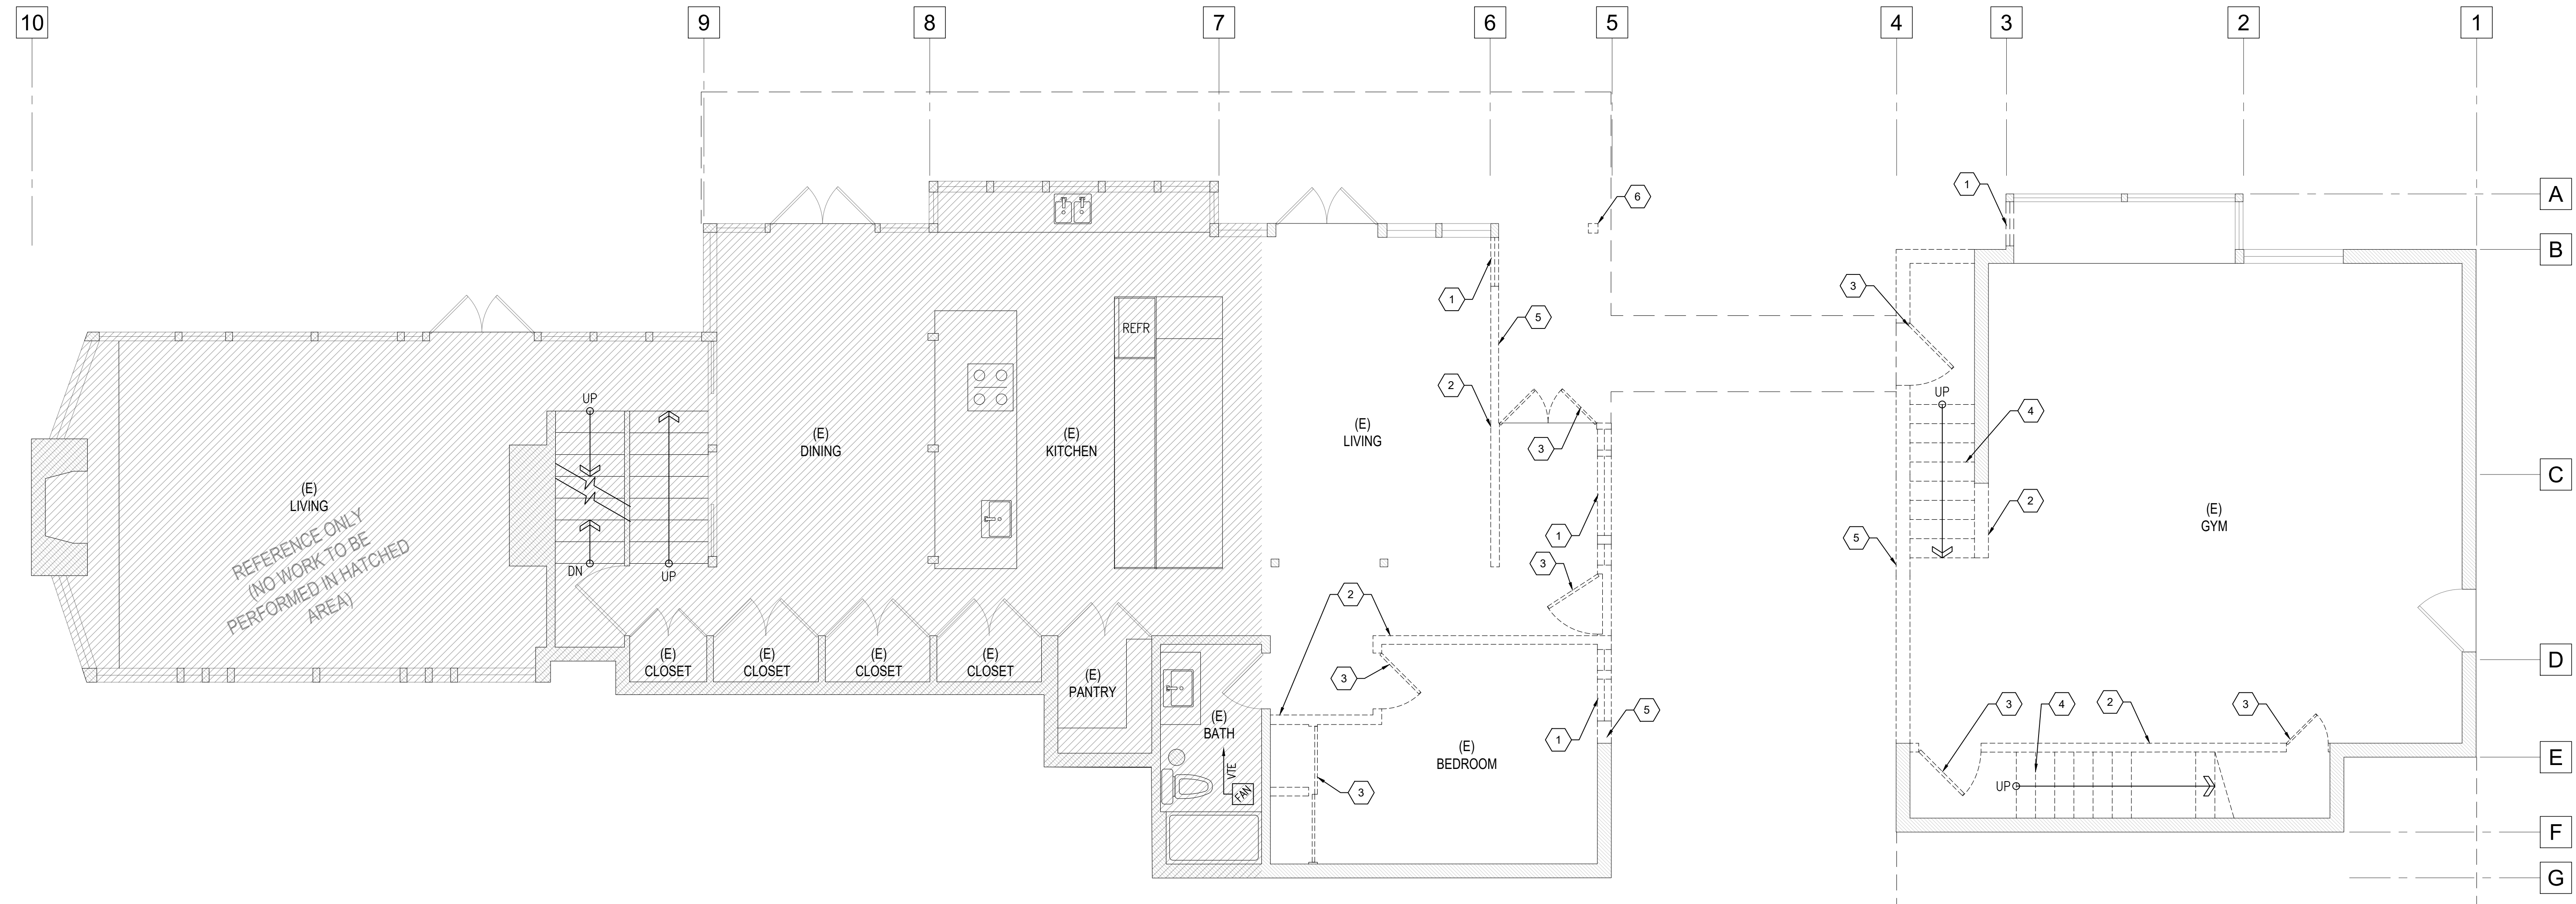 10
9
8
7
6
5
4
3
2
1
A
B
C
D
E
F
G
1
6
3
1
5
2
REFR
UP
UP
4
(E)
DINING
(E)
KITCHEN
(E)
LIVING
3
(E)
LIVING
REFERENCE ONLY
(NO WORK TO BE
PERFORMED IN HATCHED
AREA)
2
(E)
GYM
1
5
DN
UP
3
2
(E)
CLOSET
(E)
CLOSET
(E)
CLOSET
(E)
CLOSET
(E)
PANTRY
3
(E)
BATH
VTE
FAN
1
5
(E)
BEDROOM
3
3
4
2
3
UP